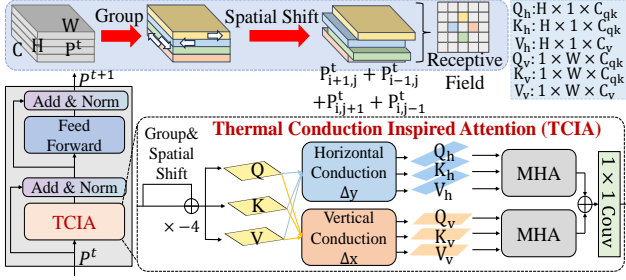 Group
Spatial Shift
W
H
C
P^t
P^t_{i+1,j} + P^t_{i-1,j}
+P^t_{i,j+1} + P^t_{i,j-1}
Receptive
Field
Q_h: H × 1 × C_qk
K_h: H × 1 × C_qk
V_h: H × 1 × C_v
Q_v: 1 × W × C_qk
K_v: 1 × W × C_qk
V_v: 1 × W × C_v
P^{t+1}
Add & Norm
Feed
Forward
Add & Norm
TCIA
P^t
Thermal Conduction Inspired Attention (TCIA)
Group&
Spatial
Shift
× −4
Q
K
V
Horizontal
Conduction
Δy
Vertical
Conduction
Δx
Q_h
K_h
V_h
Q_v
K_v
V_v
MHA
MHA
1 × 1 Couv